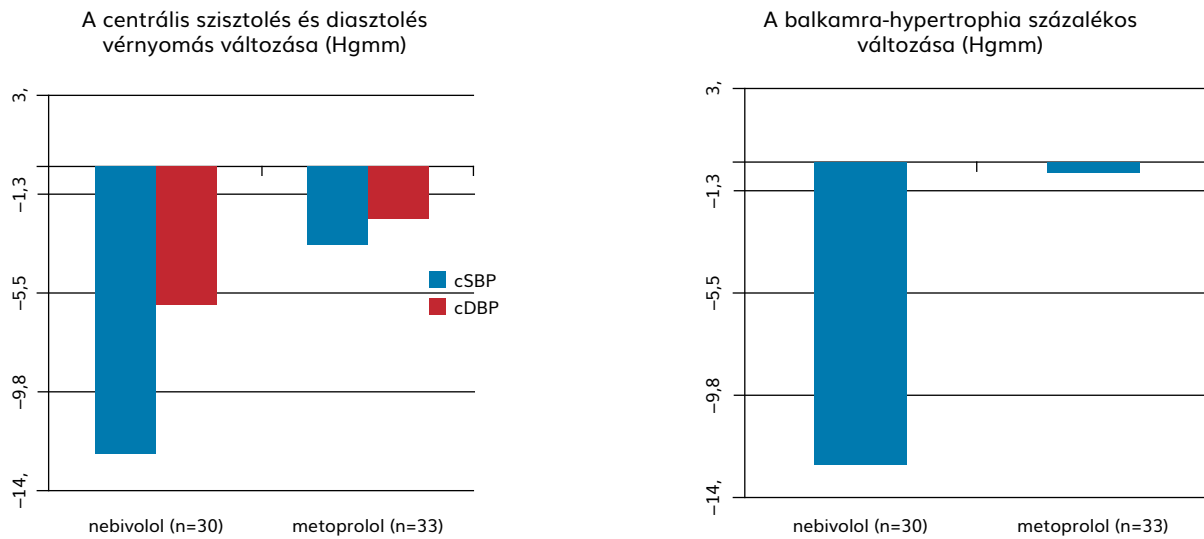 A centrális szisztolés és diasztolés
vérnyomás változása (Hgmm)
3,
−1,3
−5,5
−9,8
−14,
cSBP
cDBP
nebivolol (n=30)
metoprolol (n=33)
A balkamra-hypertrophia százalékos
változása (Hgmm)
3,
−1,3
−5,5
−9,8
−14,
nebivolol (n=30)
metoprolol (n=33)